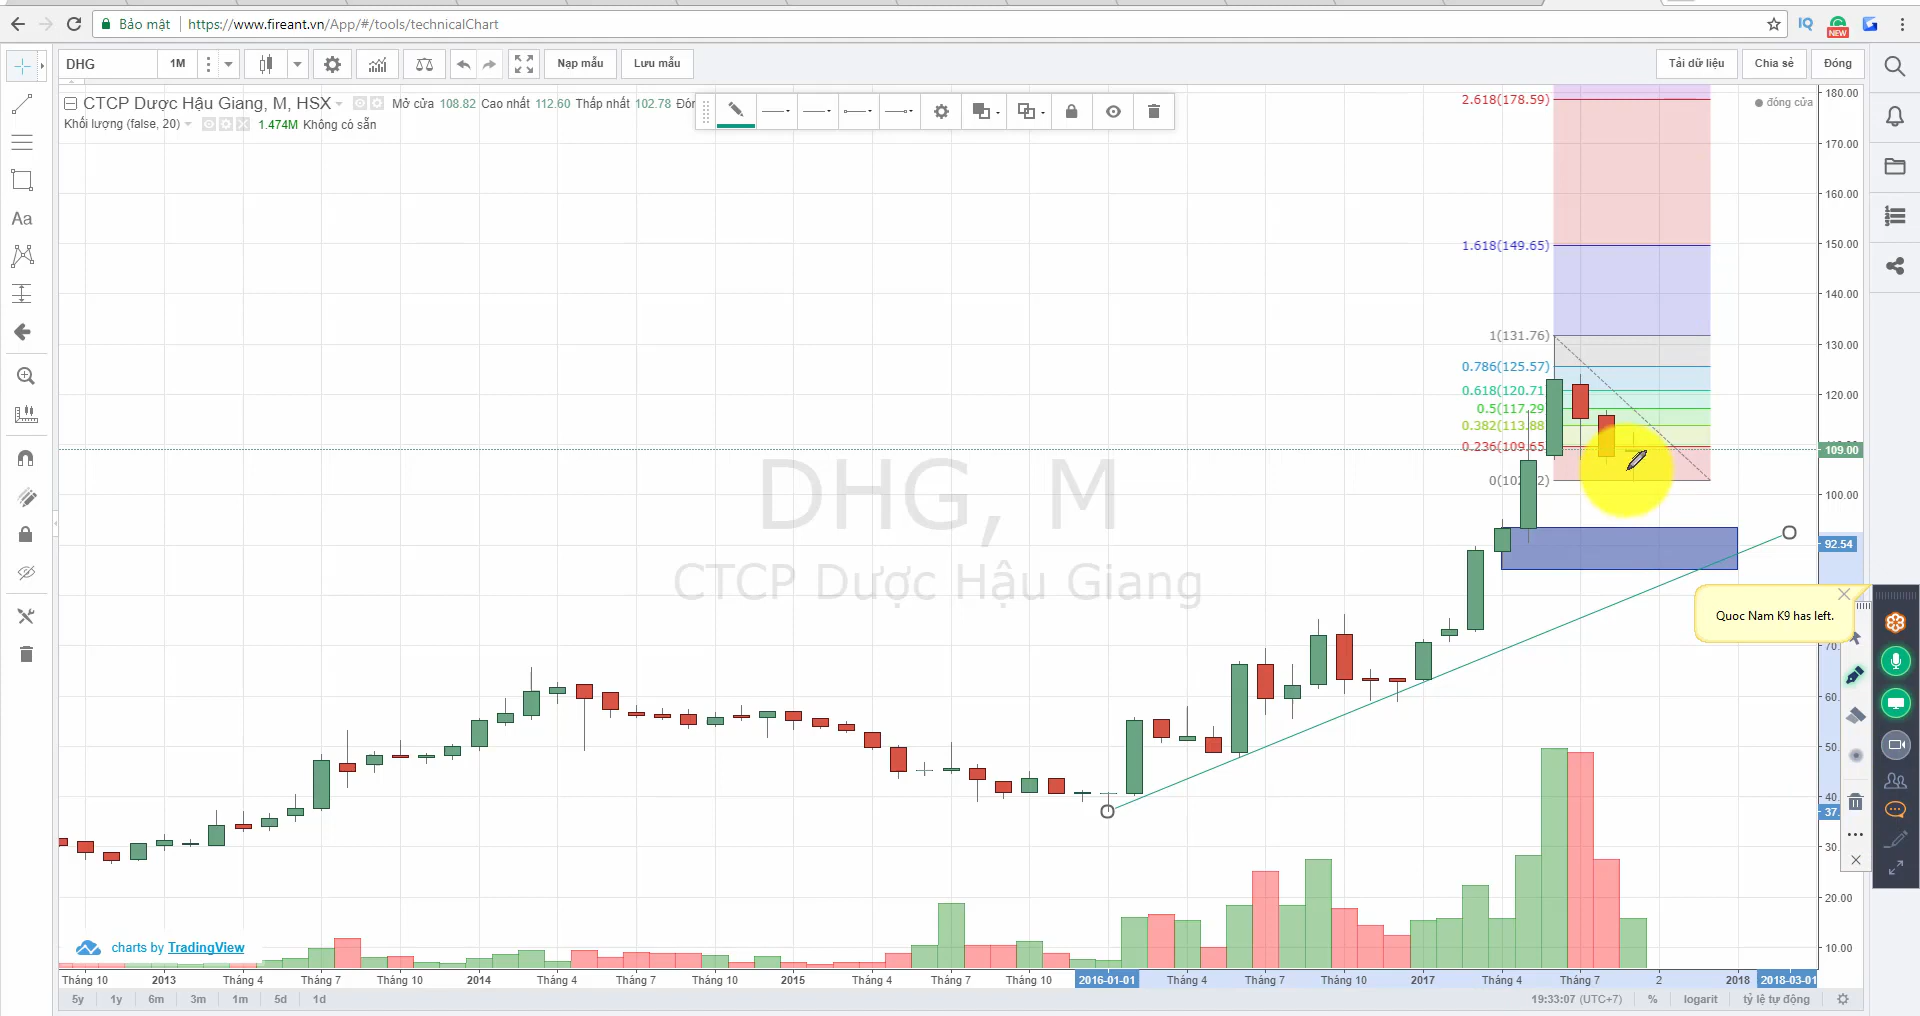 Bảo mật | https://www.fireant.vn/App/#/tools/technicalChart
NEW
DHG 1M Nạp mẫu Lưu mẫu Tải dữ liệu Chia sẻ Đóng
CTCP Dược Hậu Giang, M, HSX Mở cửa 108.82 Cao nhất 112.60 Thấp nhất 102.78
Khối lượng (false, 20) 1.474M Không có sẵn
Aa
đóng cửa
2.618(178.59)
1.618(149.65)
1(131.76)
0.786(125.57)
0.618(120.71
0.5(117.29
0.382(113.88
0.236(109.65
DHG, M
CTCP Dược Hậu Giang
180.00
170.00
160.00
150.00
140.00
130.00
120.00
109.00
100.00
92.54
70.
60.
50.
40.
37.
30.
20.00
10.00
Quoc Nam K9 has left.
charts by TradingView
Tháng 10 2013 Tháng 4 Tháng 7 Tháng 10 2014 Tháng 4 Tháng 7 Tháng 10 2015 Tháng 4 Tháng 7 Tháng 10 2016-01-01 Tháng 4 Tháng 7 Tháng 10 2017 Tháng 4 Tháng 7 2 2018 2018-03-01
5y 1y 6m 3m 1m 5d 1d 19:33:07 (UTC+7) % logarit tỷ lệ tự động